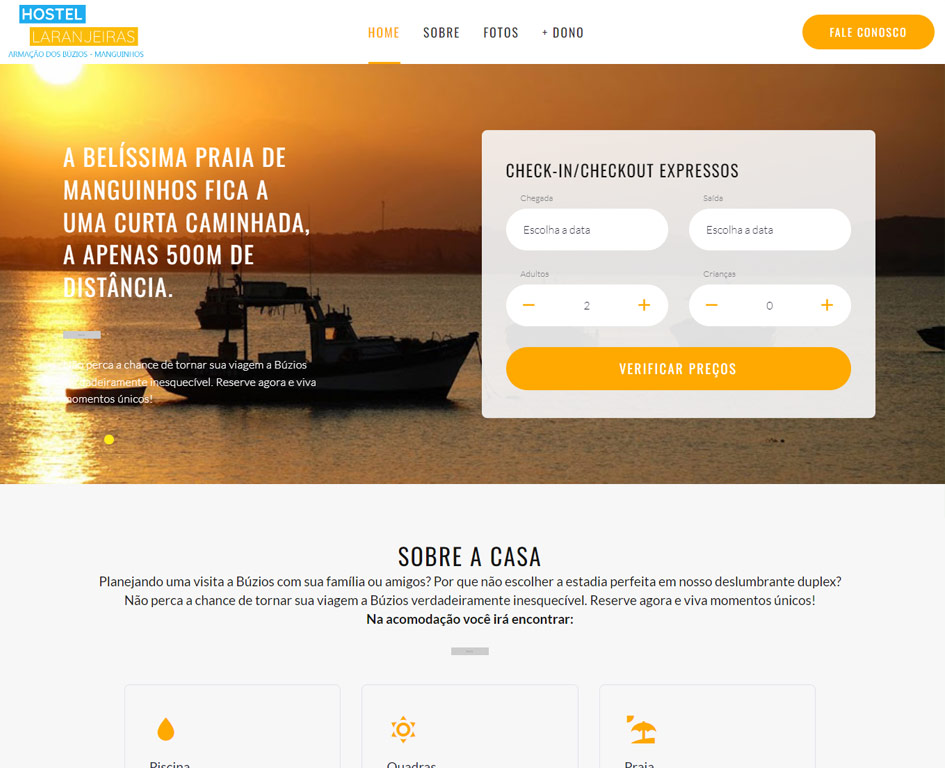 HOSTEL
LARANJEIRAS
ARMAÇÃO DOS BÚZIOS - MANGUINHOS
HOME SOBRE FOTOS + DONO
FALE CONOSCO
A BELÍSSIMA PRAIA DE
MANGUINHOS FICA A
UMA CURTA CAMINHADA,
A APENAS 500M DE
DISTÂNCIA.
perca a chance de tornar sua viagem a Búzios
inesquecível. Reserve agora e viva
momentos únicos!
CHECK-IN/CHECKOUT EXPRESSOS
Chegada Saída
Escolha a data Escolha a data
Adultos Crianças
− 2 + − 0 +
VERIFICAR PREÇOS
SOBRE A CASA
Planejando uma visita a Búzios com sua família ou amigos? Por que não escolher a estadia perfeita em nosso deslumbrante duplex?
Não perca a chance de tornar sua viagem a Búzios verdadeiramente inesquecível. Reserve agora e viva momentos únicos!
Na acomodação você irá encontrar:
Piscina Quadras Praia